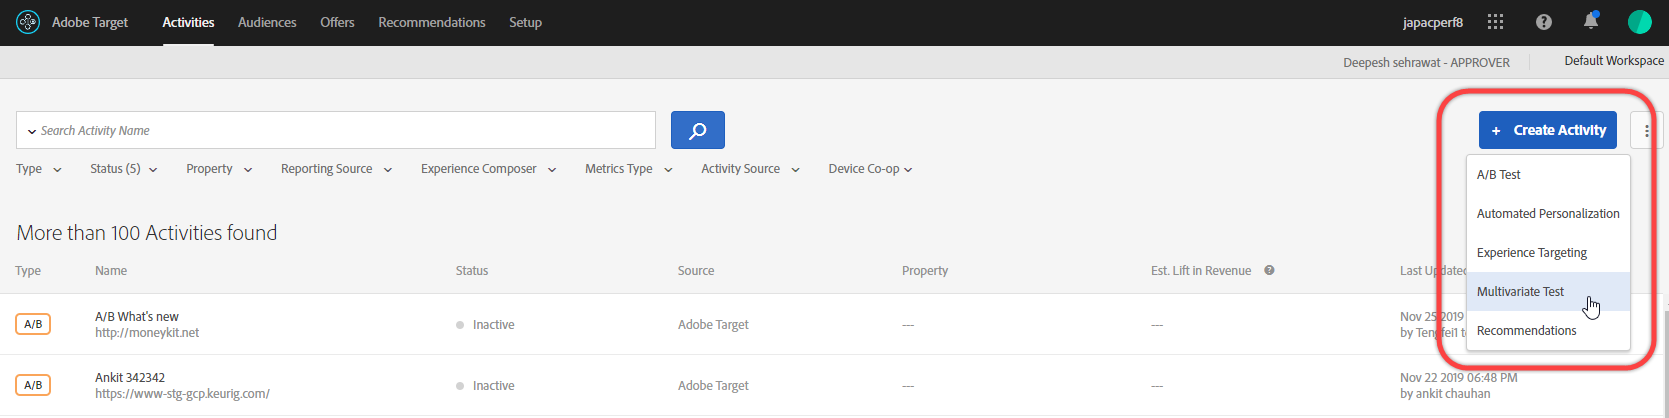 Adobe Target Activities Audiences Offers Recommendations Setup japacperf8
Deepesh sehrawat - APPROVER Default Workspace
Search Activity Name
+ Create Activity
Type Status (5) Property Reporting Source Experience Composer Metrics Type Activity Source Device Co-op
A/B Test
Automated Personalization
Experience Targeting
Multivariate Test
Recommendations
More than 100 Activities found
Type Name Status Source Property Est. Lift in Revenue Last Updated
A/B A/B What's new Inactive Adobe Target --- --- Nov 25 2019
http://moneykit.net by Tengfei1
A/B Ankit 342342 Inactive Adobe Target --- --- Nov 22 2019 06:48 PM
https://www-stg-gcp.keurig.com/ by ankit chauhan